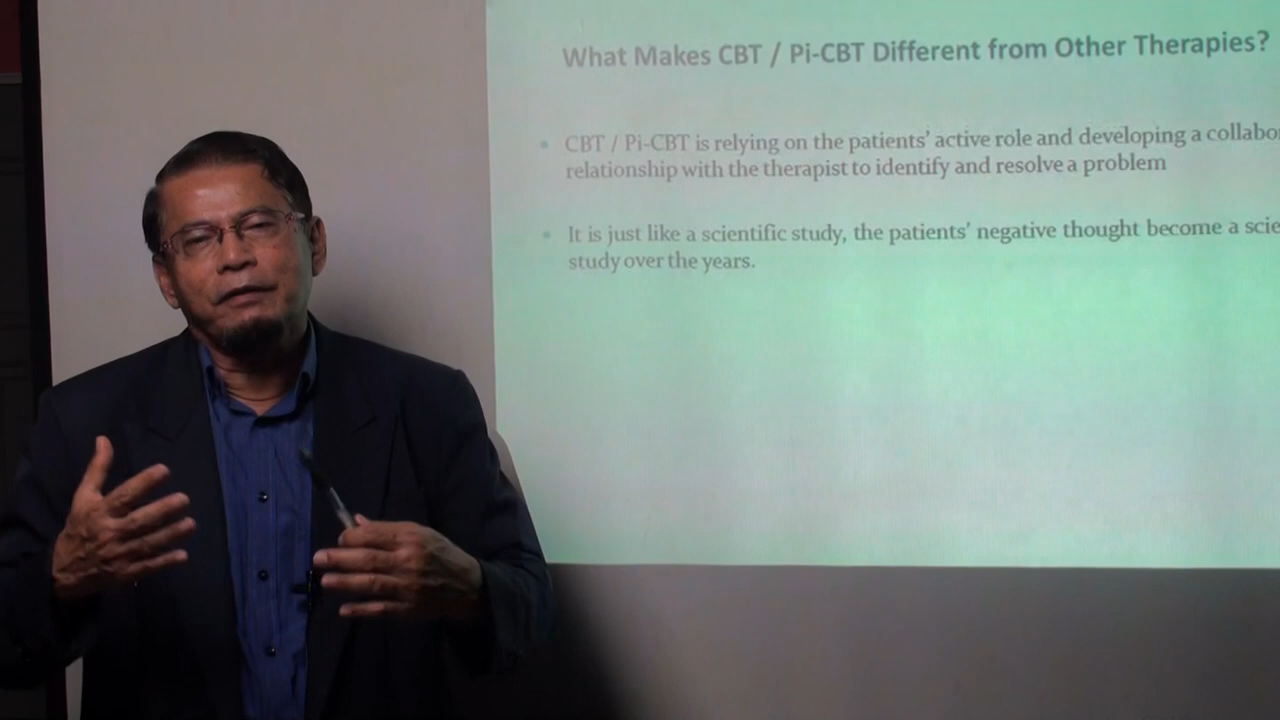 What Makes CBT / Pi-CBT Different from Other Therapies?
CBT / Pi-CBT is relying on the patients' active role and developing a collabo
relationship with the therapist to identify and resolve a problem
It is just like a scientific study, the patients' negative thought become a scie
study over the years.